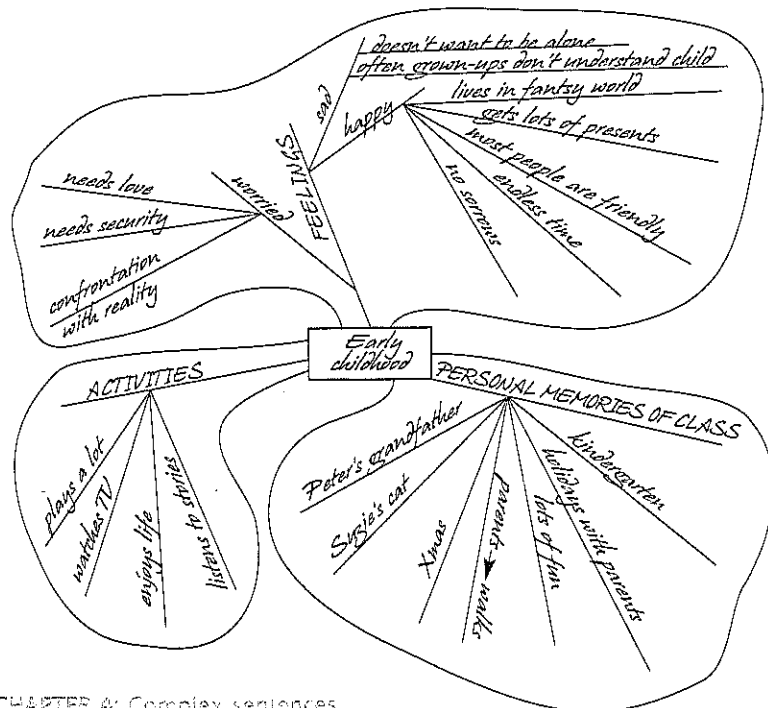 doesn't want to be alone
often grown-ups don't understand child
sad
lives in fantsy world
happy
gets lots of presents
most people are friendly
endless time
no sorrows
FEELINGS
worried
needs love
needs security
confrontation
with reality
Early
childhood
ACTIVITIES
plays a lot
watches TV
enjoys life
listens to stories
PERSONAL MEMORIES OF CLASS
Peter's grandfather
Suzie's cat
Xmas
parents → walks
lots of fun
holidays with parents
kindergarten
CHAPTER 4: Complex sentences